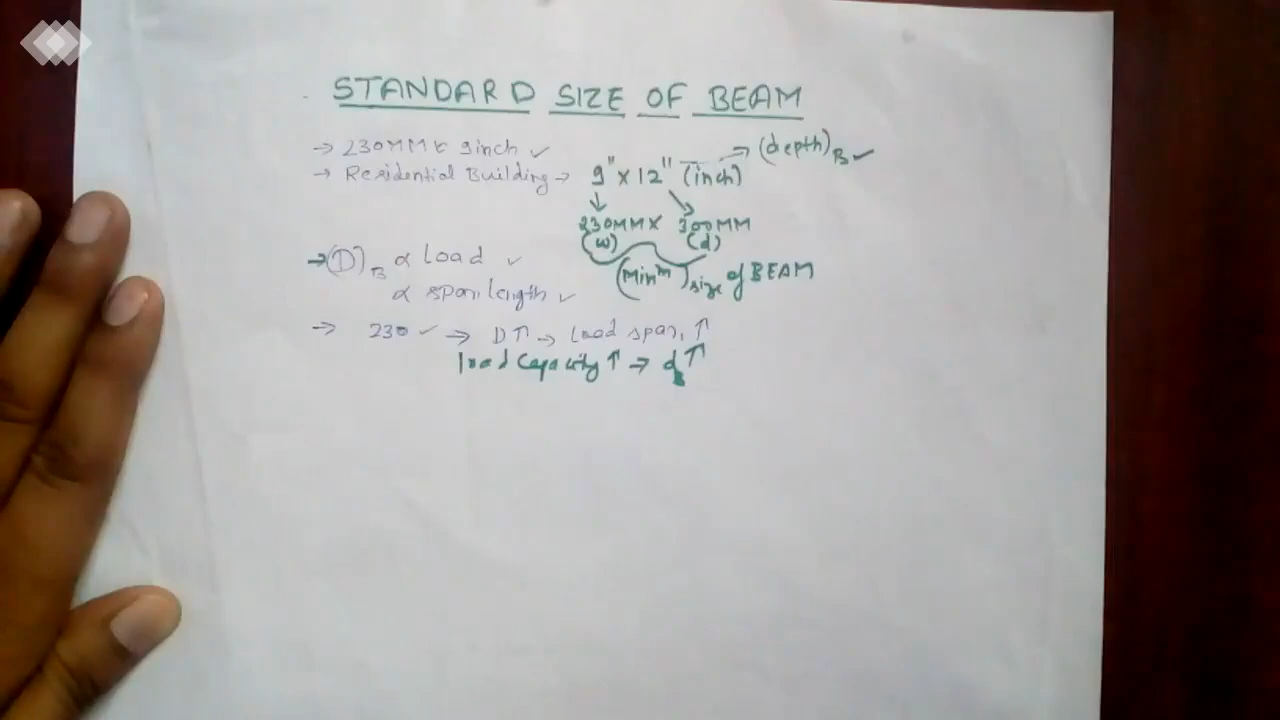 STANDARD SIZE OF BEAM
→ 230MM & 9inch ✓
→ (depth)B ✓
→ Residential Building → 9" x 12" (inch)
230MM x 300MM
(w) (d)
→ (D)B ∝ Load ✓
(Minm) size of BEAM
∝ span length ✓
→ 230 ✓ → D↑ → Load span, ↑
load capacity ↑ → dB ↑